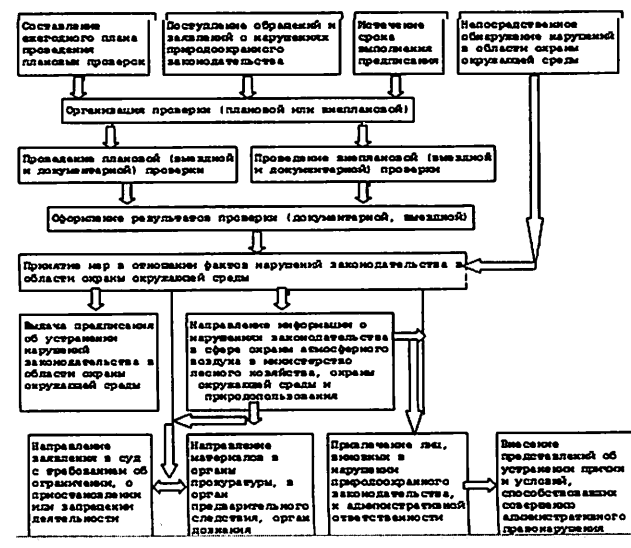 Составление
ежегодного плана
проведения
плановых проверок
Поступление обращений и
заявлений о нарушениях
природоохранного
законодательства
Истечение
срока
выполнения
предписания
Непосредственное
обнаружение нарушений
в области охраны
окружающей среды
Организация проверки (плановой или внеплановой)
Проведение плановой (выездной
и документарной) проверки
Проведение внеплановой (выездной
и документарной) проверки
Оформление результатов проверки (документарной, выездной)
Принятие мер в отношении фактов нарушений законодательства в
области охраны окружающей среды
Выдача предписания
об устранении
нарушений
законодательства в
области охраны
окружающей среды
Направление информации о
нарушениях законодательства
в сфере охраны атмосферного
воздуха в министерство
лесного хозяйства, охраны
окружающей среды и
природопользования
Направление
заявления в суд
с требованием об
ограничении, о
приостановлении
или запрещении
деятельности
Направление
материалов в
органы
прокуратуры, в
орган
предварительного
следствия, орган
дознания
Привлечение лиц,
виновных в
нарушении
природоохранного
законодательства,
к административной
ответственности
Внесение
представлений об
устранении причин
и условий,
способствовавших
совершению
административного
правонарушения